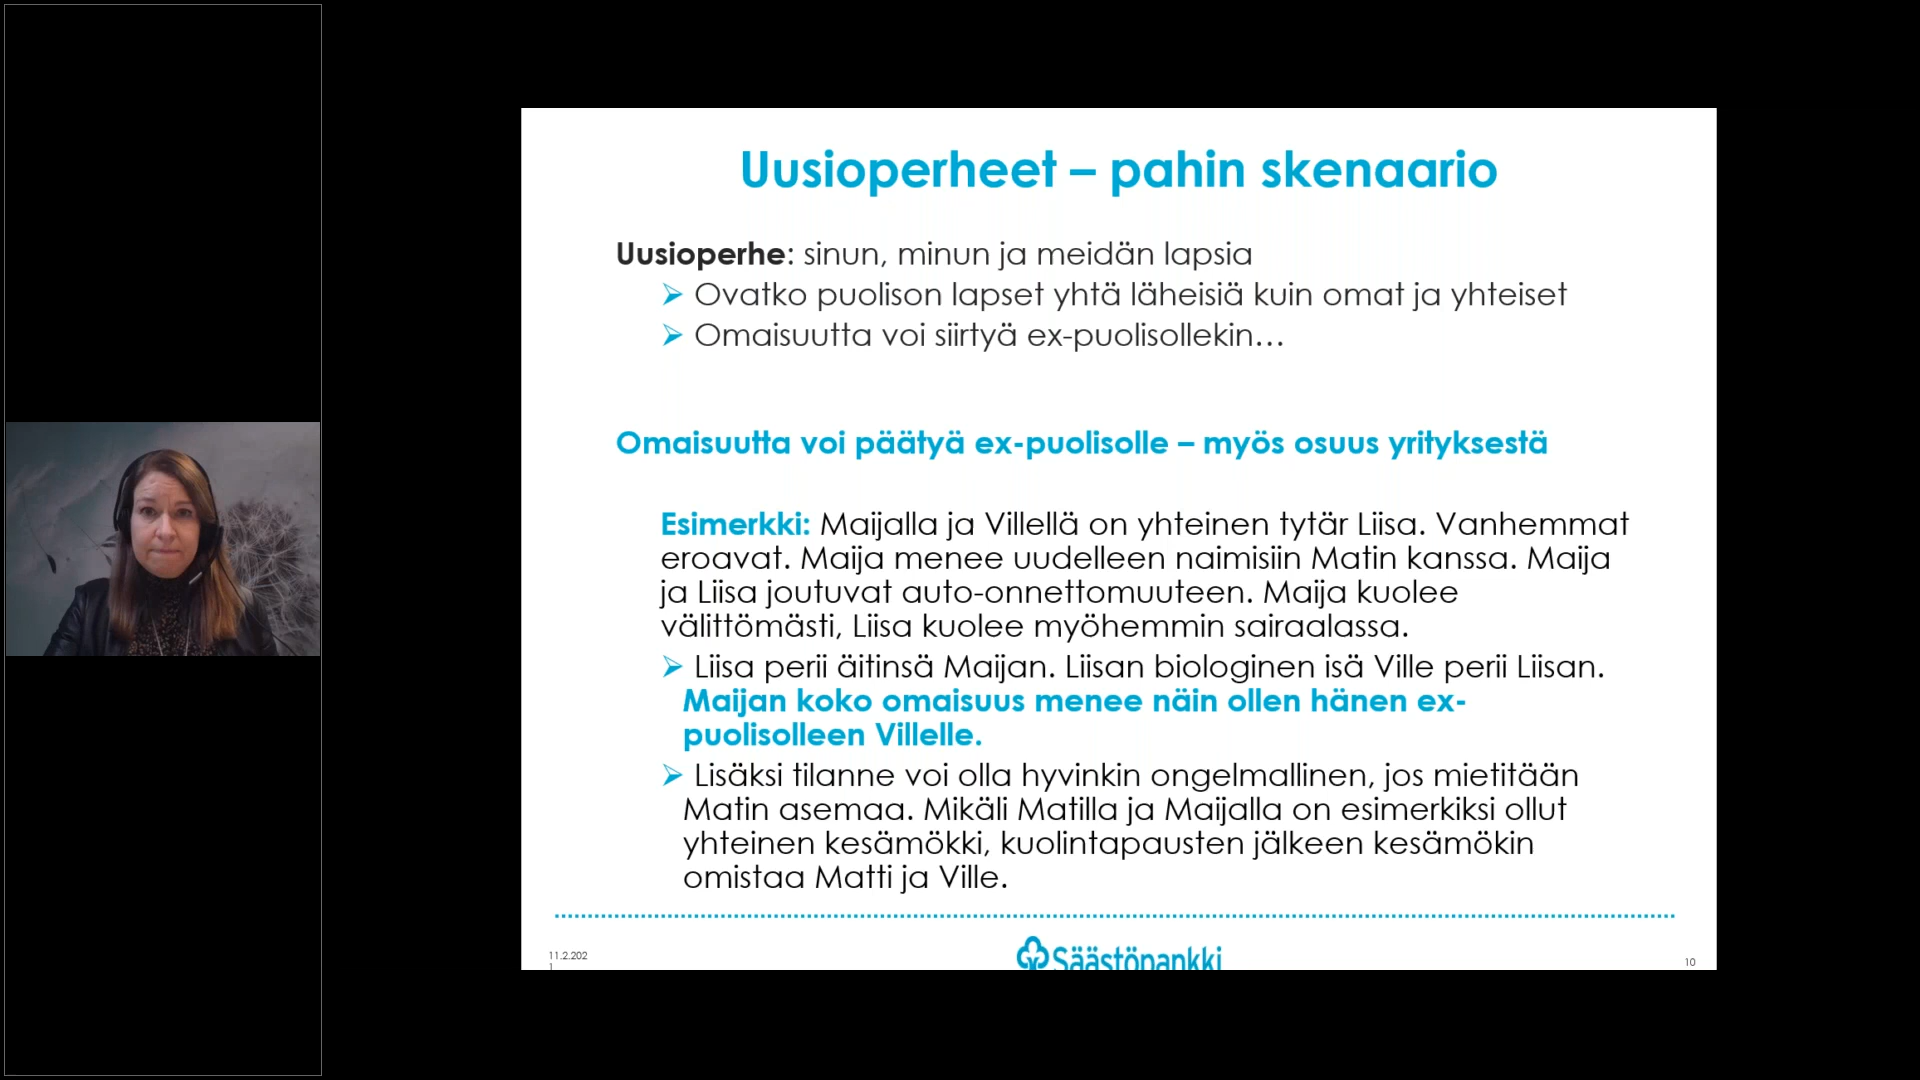 Uusioperheet – pahin skenaario
Uusioperhe: sinun, minun ja meidän lapsia
➢ Ovatko puolison lapset yhtä läheisiä kuin omat ja yhteiset
➢ Omaisuutta voi siirtyä ex-puolisollekin…
Omaisuutta voi päätyä ex-puolisolle – myös osuus yrityksestä
Esimerkki: Maijalla ja Villellä on yhteinen tytär Liisa. Vanhemmat
eroavat. Maija menee uudelleen naimisiin Matin kanssa. Maija
ja Liisa joutuvat auto-onnettomuuteen. Maija kuolee
välittömästi, Liisa kuolee myöhemmin sairaalassa.
➢ Liisa perii äitinsä Maijan. Liisan biologinen isä Ville perii Liisan.
Maijan koko omaisuus menee näin ollen hänen ex-
puolisolleen Villelle.
➢ Lisäksi tilanne voi olla hyvinkin ongelmallinen, jos mietitään
Matin asemaa. Mikäli Matilla ja Maijalla on esimerkiksi ollut
yhteinen kesämökki, kuolintapausten jälkeen kesämökin
omistaa Matti ja Ville.
11.2.202
1
Säästöpankki
10